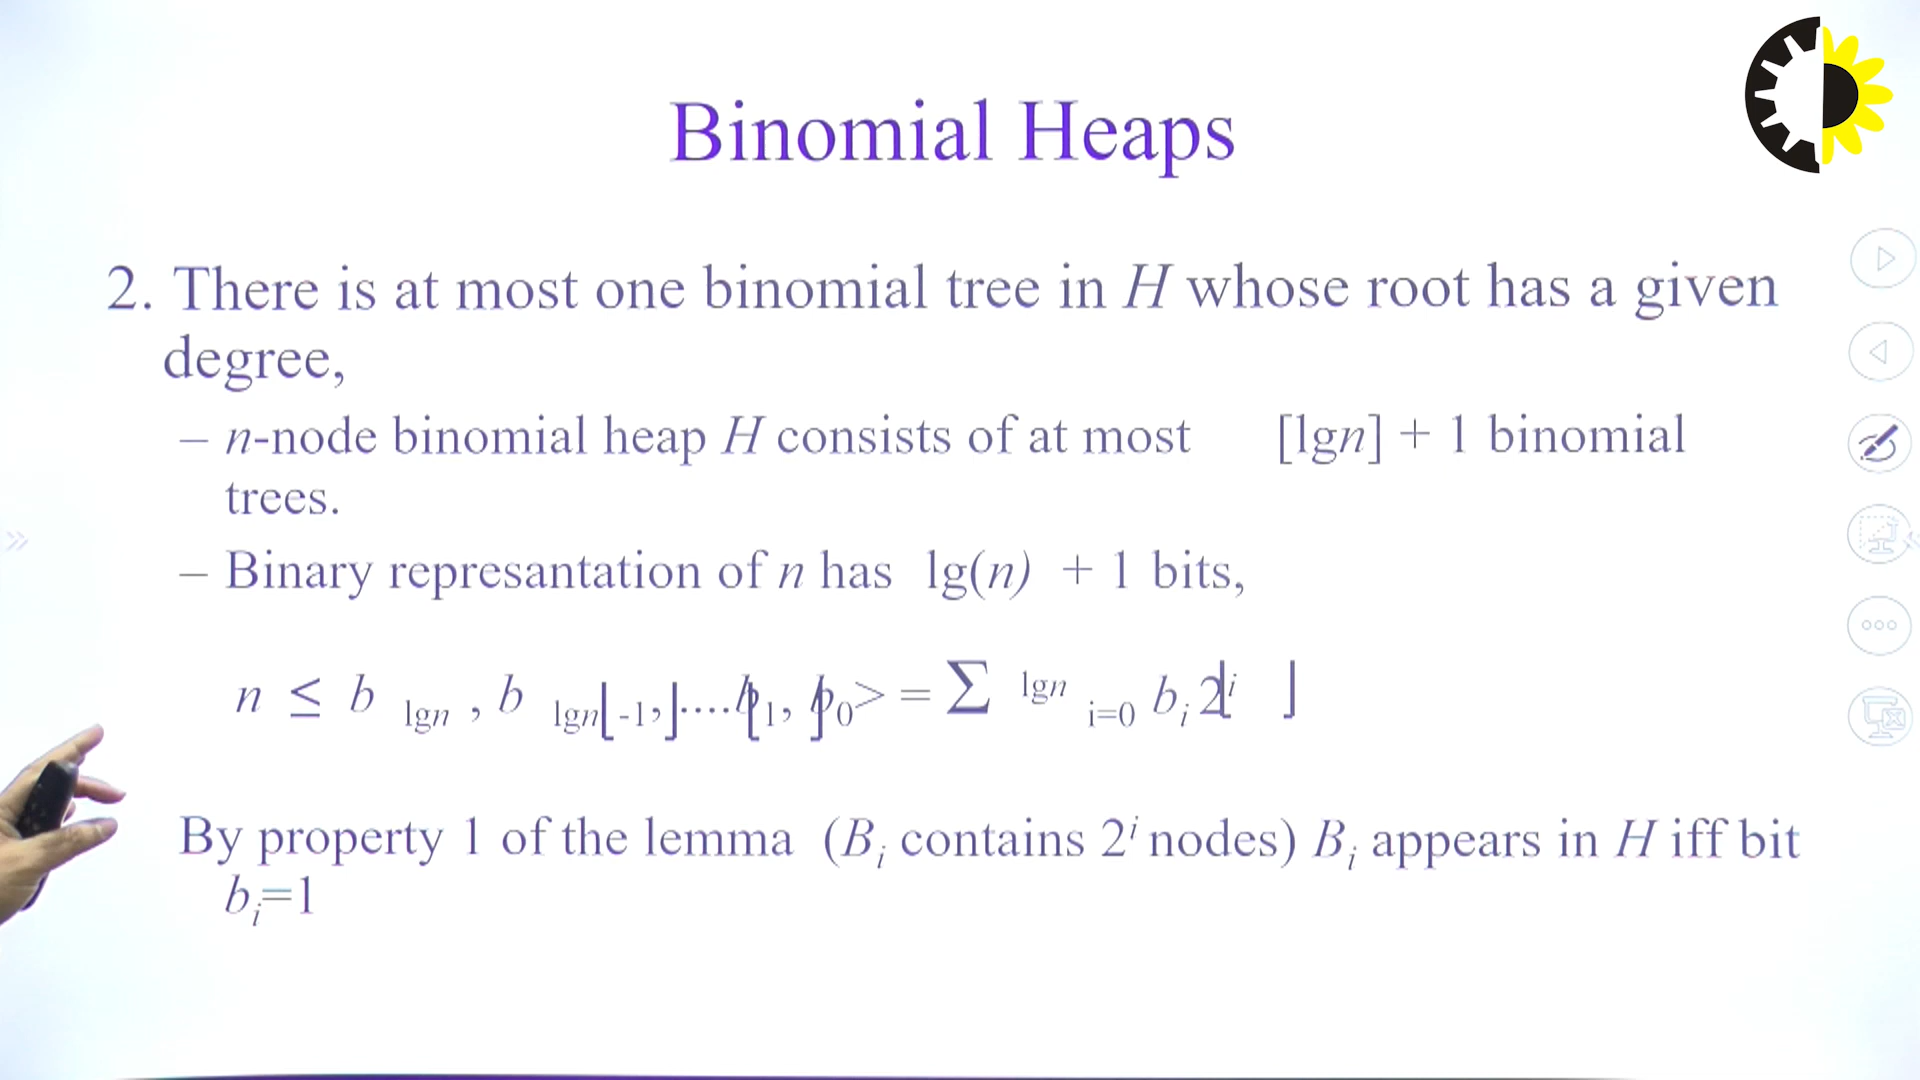 Binomial Heaps
2. There is at most one binomial tree in H whose root has a given
degree,
– n-node binomial heap H consists of at most [lgn] + 1 binomial
trees.
– Binary represantation of n has lg(n) + 1 bits,
n ≤ b lgn , b lgn⌊-1,⌋....b1, b0> = ∑ lgn i=0 bi 2i ⌋
By property 1 of the lemma (Bi contains 2i nodes) Bi appears in H iff bit
bi=1